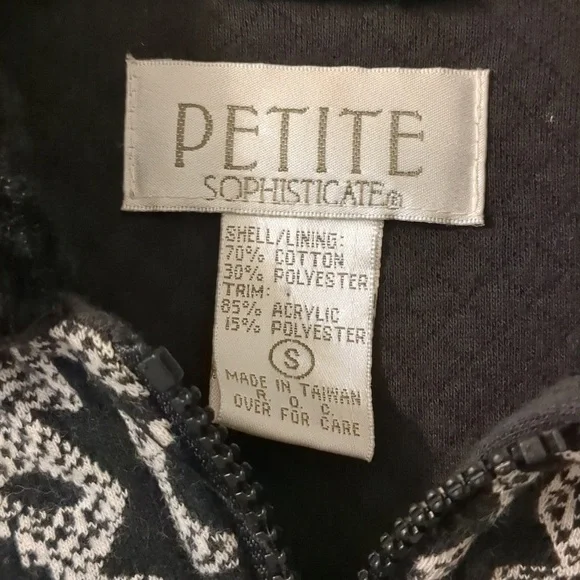 PETITE
SOPHISTICATE®
SHELL/LINING:
70% COTTON
30% POLYESTER
TRIM:
85% ACRYLIC
15% POLYESTER
S
MADE IN TAIWAN
R. O. C.
OVER FOR CARE